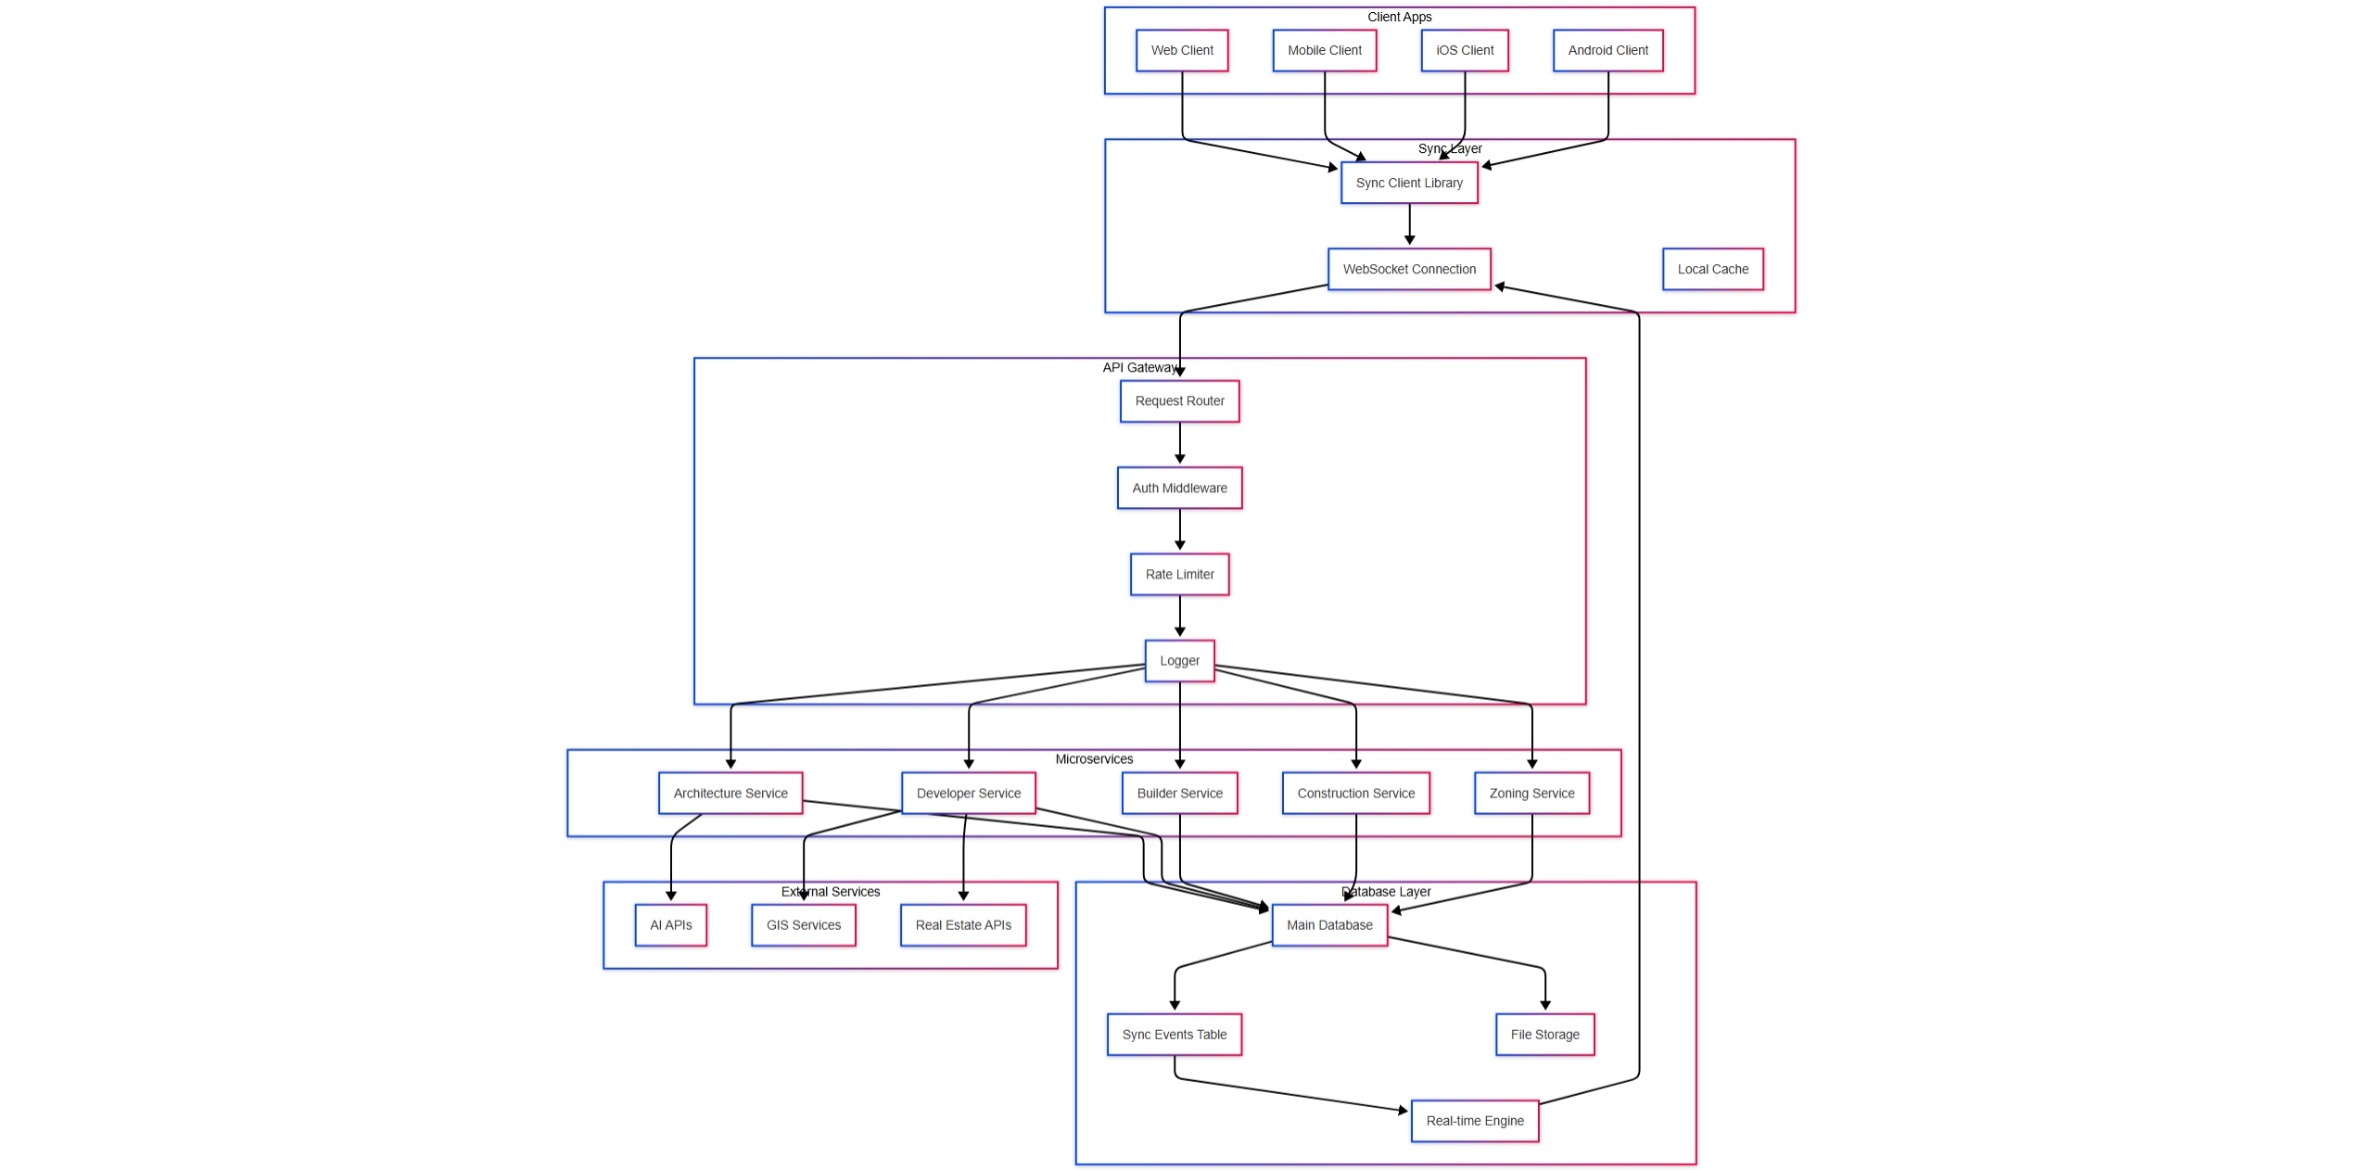 Client Apps
Web Client
Mobile Client
iOS Client
Android Client
Sync Layer
Sync Client Library
WebSocket Connection
Local Cache
API Gateway
Request Router
Auth Middleware
Rate Limiter
Logger
Microservices
Architecture Service
Developer Service
Builder Service
Construction Service
Zoning Service
External Services
AI APIs
GIS Services
Real Estate APIs
Database Layer
Main Database
Sync Events Table
File Storage
Real-time Engine